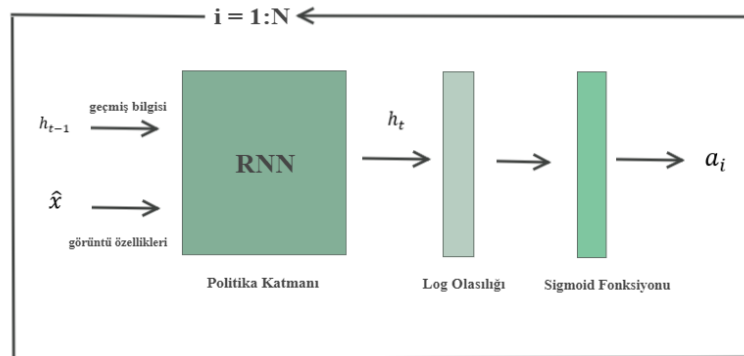 i = 1:N
geçmiş bilgisi
h_{t−1}
RNN
h_t
a_i
x̂
görüntü özellikleri
Politika Katmanı
Log Olasılığı
Sigmoid Fonksiyonu